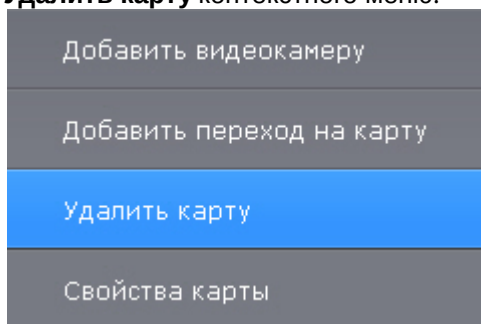 Удалить карту контекстного меню.
Добавить видеокамеру
Добавить переход на карту
Удалить карту
Свойства карты